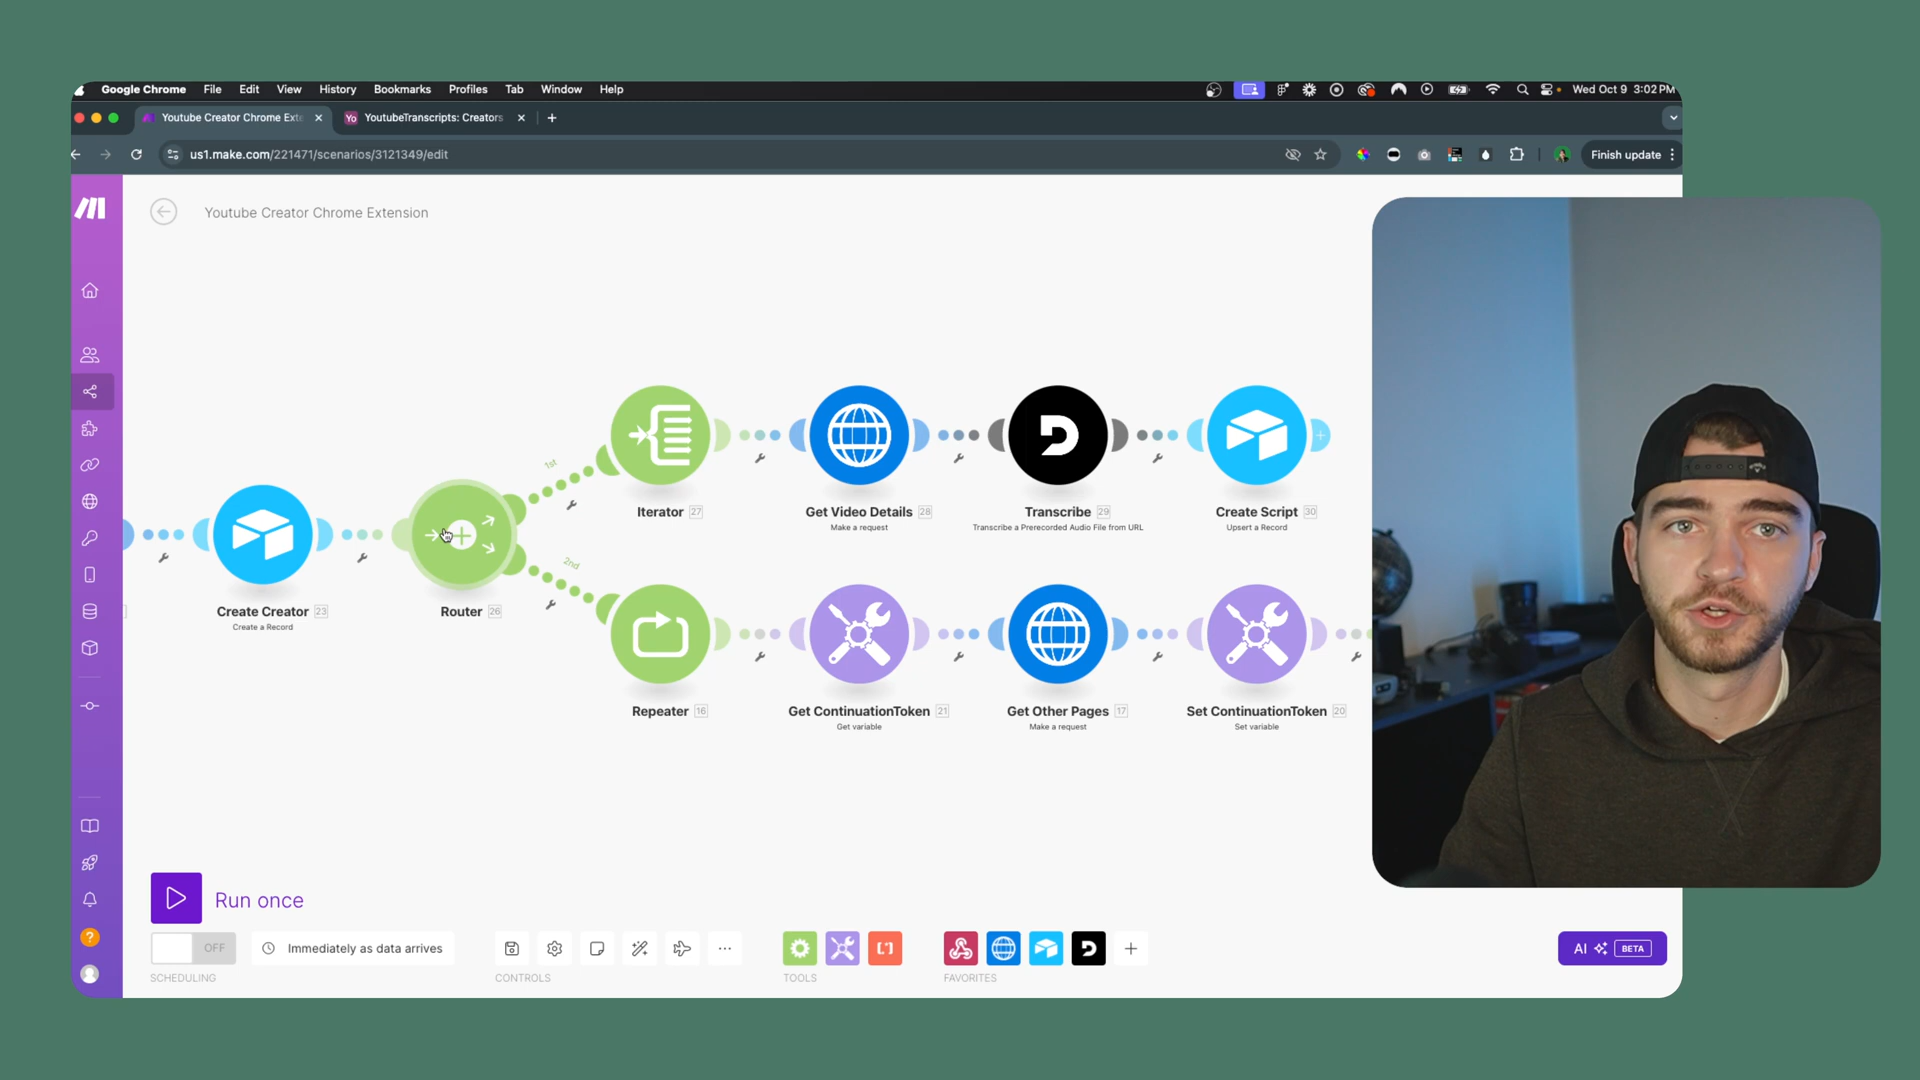 Google Chrome File Edit View History Bookmarks Profiles Tab Window Help Wed Oct 9 3:02 PM
Youtube Creator Chrome Exte
Yo YoutubeTranscripts: Creators
us1.make.com/221471/scenarios/3121349/edit
Finish update
Youtube Creator Chrome Extension
1st
Iterator 27
Get Video Details 28
Make a request
Transcribe 29
Transcribe a Prerecorded Audio File from URL
Create Script 30
Upsert a Record
Create Creator 23
Create a Record
Router 26
2nd
Repeater 16
Get ContinuationToken 21
Get variable
Get Other Pages 17
Make a request
Set ContinuationToken 20
Set variable
Run once
OFF
Immediately as data arrives
SCHEDULING
CONTROLS
TOOLS
FAVORITES
AI BETA